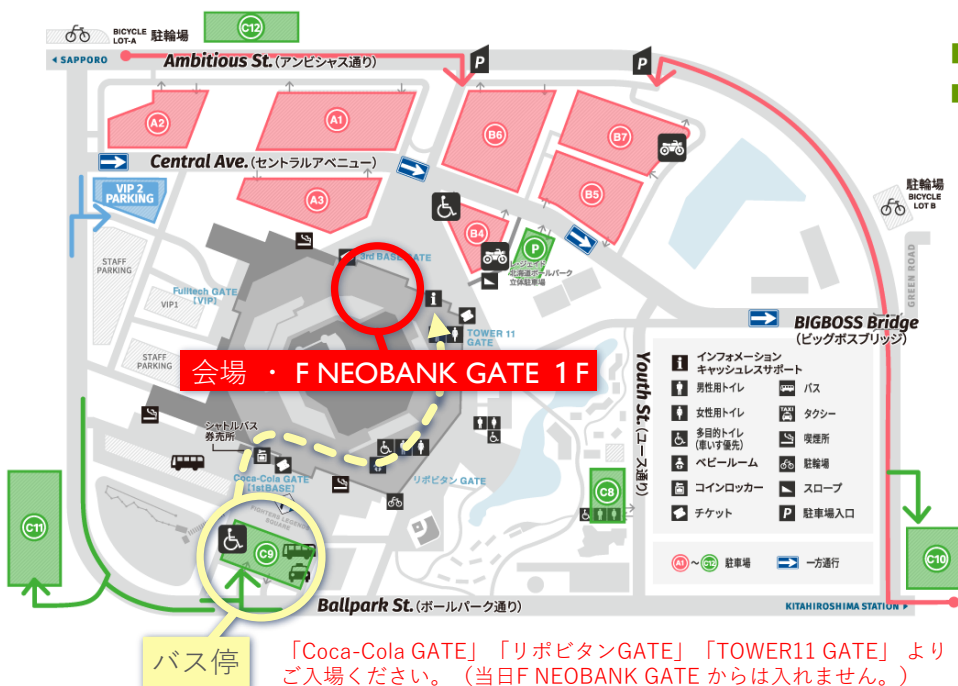 BICYCLE
LOT-A
駐輪場
C12
◀ SAPPORO
Ambitious St.(アンビシャス通り)
P
P
A2
A1
B6
B7
Central Ave.(セントラルアベニュー)
VIP 2
PARKING
A3
B4
B5
P
駐輪場
BICYCLE
LOT B
GREEN ROAD
3rd BASE GATE
北海道ボールパーク
立体駐車場
STAFF
PARKING
Fulltech GATE
[VIP]
VIP1
STAFF
PARKING
TOWER 11
GATE
BIGBOSS Bridge
(ビッグボスブリッジ)
会場 ・ F NEOBANK GATE 1F
Youth St.(ユース通り)
インフォメーション
キャッシュレスサポート
男性用トイレ
バス
女性用トイレ
TAXI
タクシー
多目的トイレ
(車いす優先)
喫煙所
ベビールーム
駐輪場
コインロッカー
スロープ
チケット
P
駐車場入口
A1~C12 駐車場
一方通行
シャトルバス
券売所
Coca-Cola GATE
[1stBASE]
リポビタン GATE
FIGHTERS LEGENDS
SQUARE
C11
C9
C8
C10
Ballpark St.(ボールパーク通り)
KITAHIROSHIMA STATION ▶
バス停
「Coca-Cola GATE」「リポビタンGATE」「TOWER11 GATE」 より
ご入場ください。（当日F NEOBANK GATE からは入れません。）